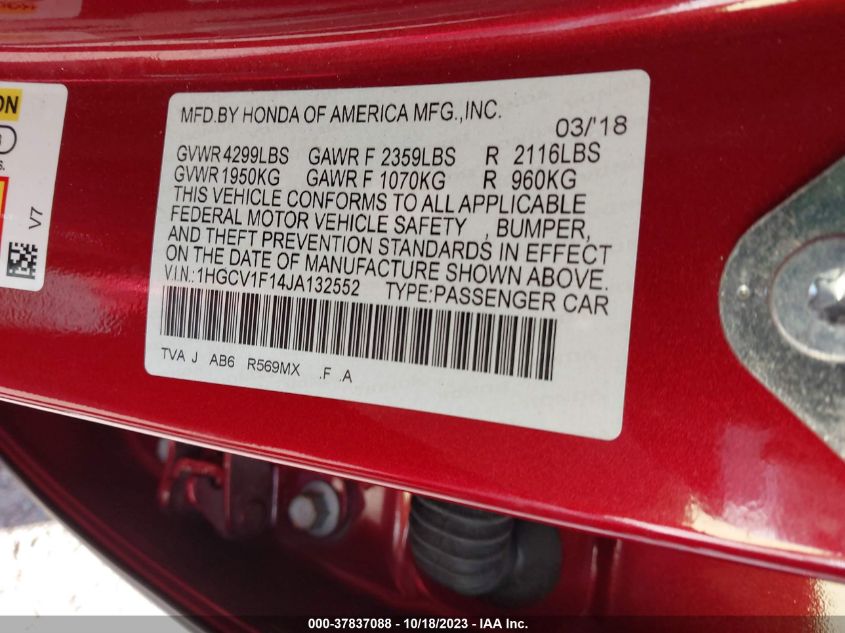 MFD.BY HONDA OF AMERICA MFG.,INC.
03/'18
GVWR 4299LBS GAWR F 2359LBS R 2116LBS
GVWR 1950KG GAWR F 1070KG R 960KG
THIS VEHICLE CONFORMS TO ALL APPLICABLE
FEDERAL MOTOR VEHICLE SAFETY , BUMPER,
AND THEFT PREVENTION STANDARDS IN EFFECT
ON THE DATE OF MANUFACTURE SHOWN ABOVE.
VIN:1HGCV1F14JA132552 TYPE:PASSENGER CAR
TVA J AB6 R569MX .F .A
V7
000-37837088 - 10/18/2023 - IAA Inc.